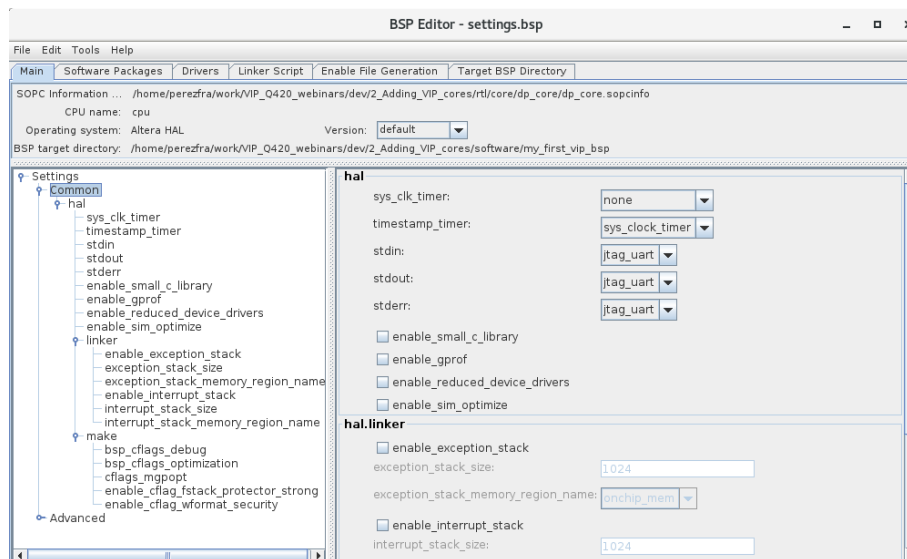 BSP Editor - settings.bsp
File Edit Tools Help
Main Software Packages Drivers Linker Script Enable File Generation Target BSP Directory
SOPC Information ... /home/perezfra/work/VIP_Q420_webinars/dev/2_Adding_VIP_cores/rtl/core/dp_core/dp_core.sopcinfo
CPU name: cpu
Operating system: Altera HAL Version: default
BSP target directory: /home/perezfra/work/VIP_Q420_webinars/dev/2_Adding_VIP_cores/software/my_first_vip_bsp
Settings
Common
hal
sys_clk_timer
timestamp_timer
stdin
stdout
stderr
enable_small_c_library
enable_gprof
enable_reduced_device_drivers
enable_sim_optimize
linker
enable_exception_stack
exception_stack_size
exception_stack_memory_region_name
enable_interrupt_stack
interrupt_stack_size
interrupt_stack_memory_region_name
make
bsp_cflags_debug
bsp_cflags_optimization
cflags_mgpopt
enable_cflag_fstack_protector_strong
enable_cflag_wformat_security
Advanced
hal
sys_clk_timer: none
timestamp_timer: sys_clock_timer
stdin: jtag_uart
stdout: jtag_uart
stderr: jtag_uart
enable_small_c_library
enable_gprof
enable_reduced_device_drivers
enable_sim_optimize
hal.linker
enable_exception_stack
exception_stack_size: 1024
exception_stack_memory_region_name: onchip_mem
enable_interrupt_stack
interrupt_stack_size: 1024